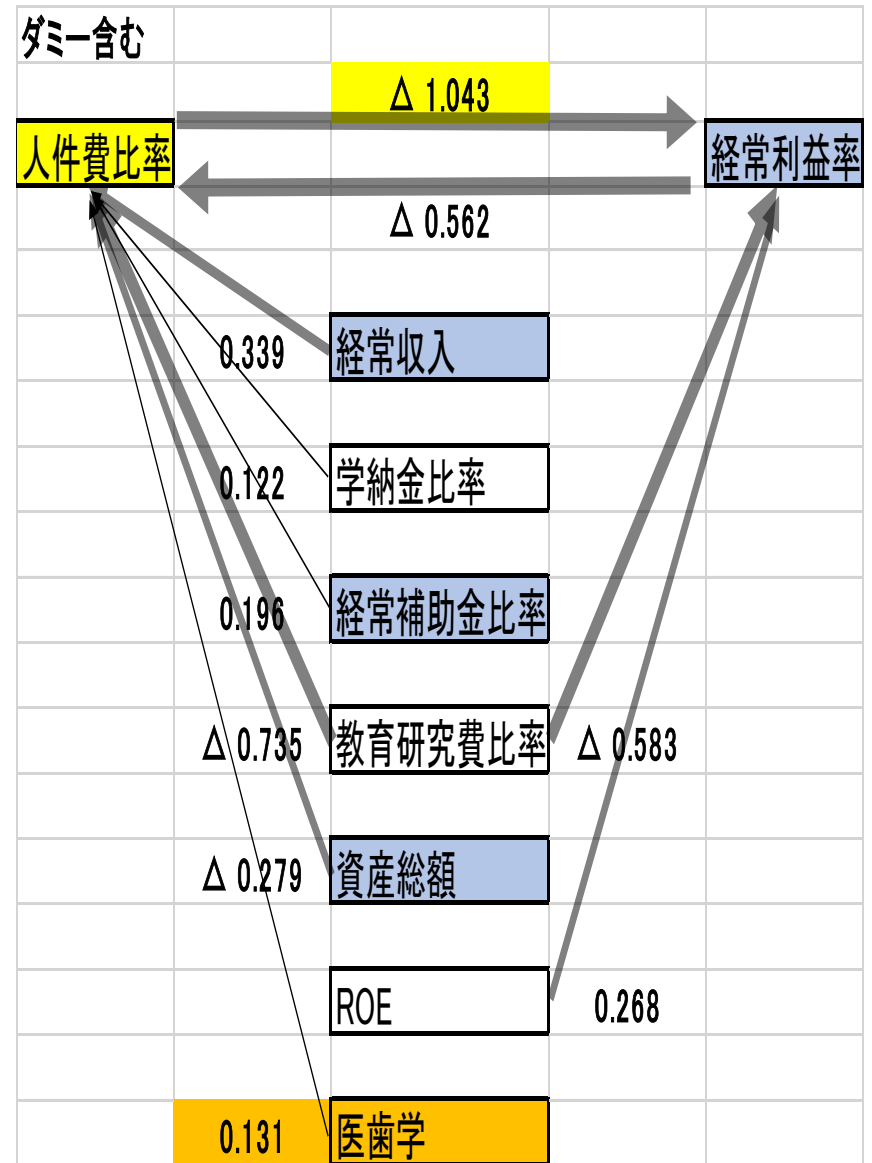 ダミー含む
△ 1.043
人件費比率
経常利益率
△ 0.562
0.339
経常収入
0.122
学納金比率
0.196
経常補助金比率
△ 0.735
教育研究費比率
△ 0.583
△ 0.279
資産総額
ROE
0.268
0.131
医歯学